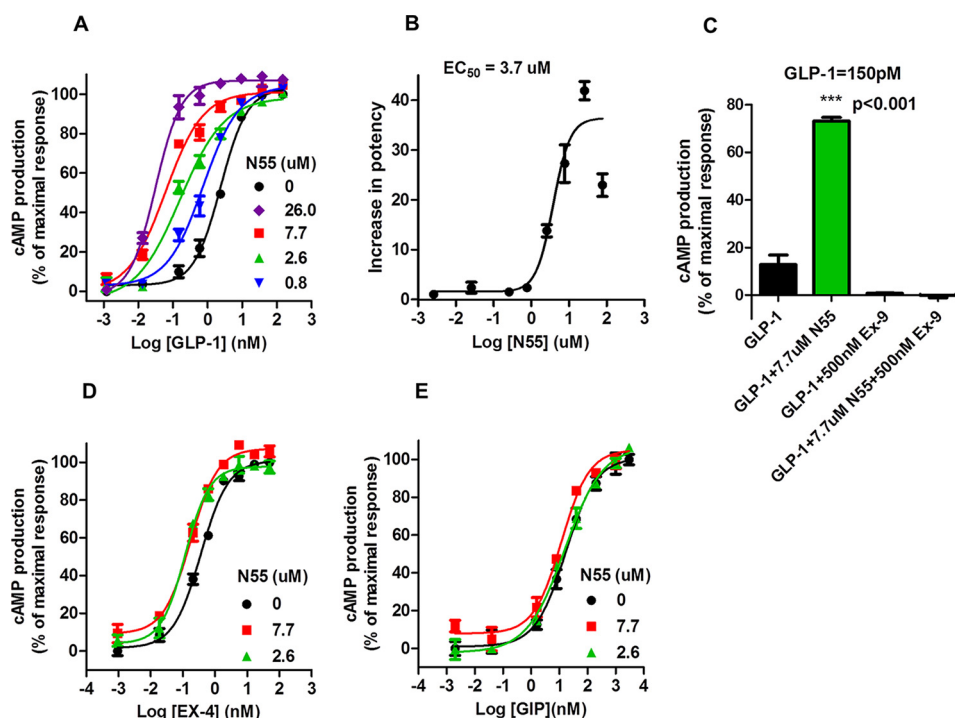 A
cAMP production
(% of maximal response)
120
100
80
60
40
20
0
N55 (uM)
0
26.0
7.7
2.6
0.8
-3 -2 -1 0 1 2 3
Log [GLP-1] (nM)
B
EC50 = 3.7 uM
Increase in potency
40
30
20
10
0
-3 -2 -1 0 1 2 3
Log [N55] (uM)
C
GLP-1=150pM
*** p<0.001
cAMP production
(% of maximal response)
80
60
40
20
0
GLP-1
GLP-1+7.7uM N55
GLP-1+500nM Ex-9
GLP-1+7.7uM N55+500nM Ex-9
D
cAMP production
(% of maximal response)
120
100
80
60
40
20
0
N55 (uM)
0
7.7
2.6
-4 -3 -2 -1 0 1 2 3
Log [EX-4] (nM)
E
cAMP production
(% of maximal response)
120
100
80
60
40
20
0
N55 (uM)
0
7.7
2.6
-3 -2 -1 0 1 2 3 4
Log [GIP](nM)